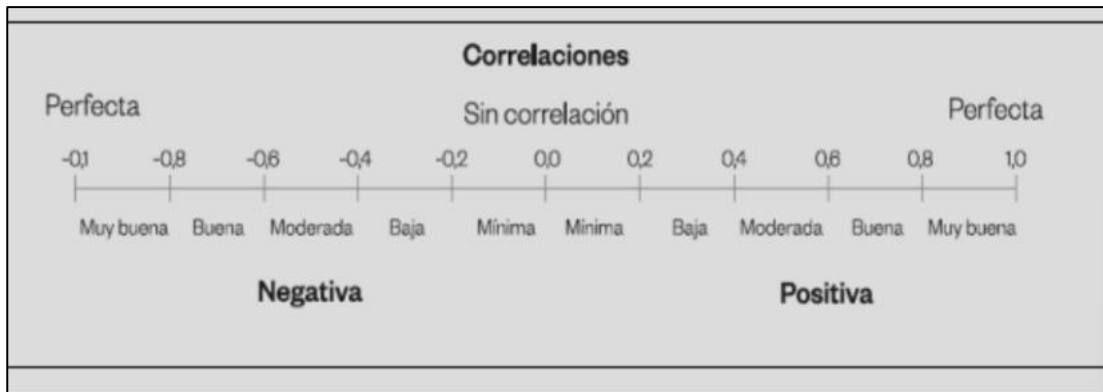 Correlaciones
Perfecta Sin correlación Perfecta
-0,1 -0,8 -0,6 -0,4 -0,2 0,0 0,2 0,4 0,6 0,8 1,0
Muy buena Buena Moderada Baja Mínima Mínima Baja Moderada Buena Muy buena
Negativa Positiva